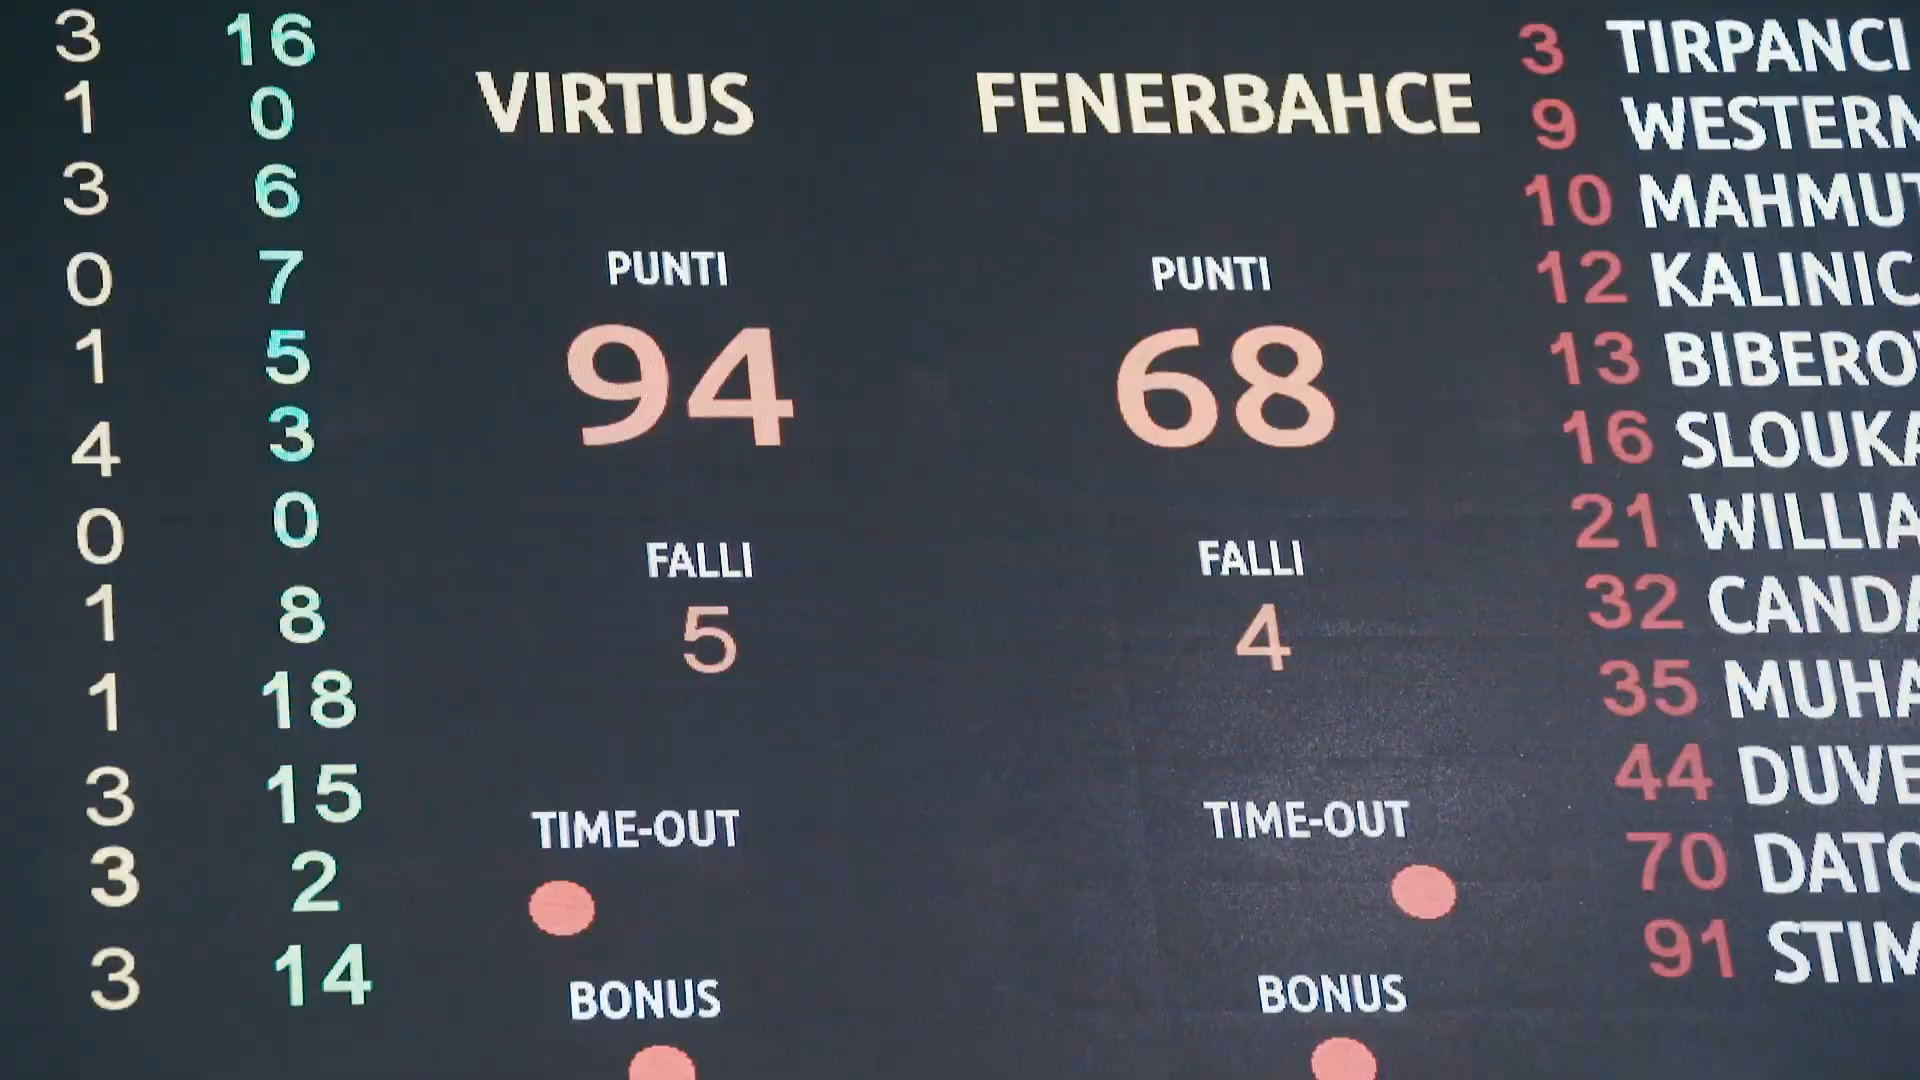 3 16
1 0
3 6
0 7
1 5
4 3
0 0
1 8
1 18
3 15
3 2
3 14
VIRTUS
PUNTI
94
FALLI
5
TIME-OUT
BONUS
FENERBAHCE
PUNTI
68
FALLI
4
TIME-OUT
BONUS
3 TIRPANCI
9 WESTERM
10 MAHMUT
12 KALINIC
13 BIBEROV
16 SLOUKA
21 WILLIA
32 CANDA
35 MUHA
44 DUVE
70 DATO
91 STIM